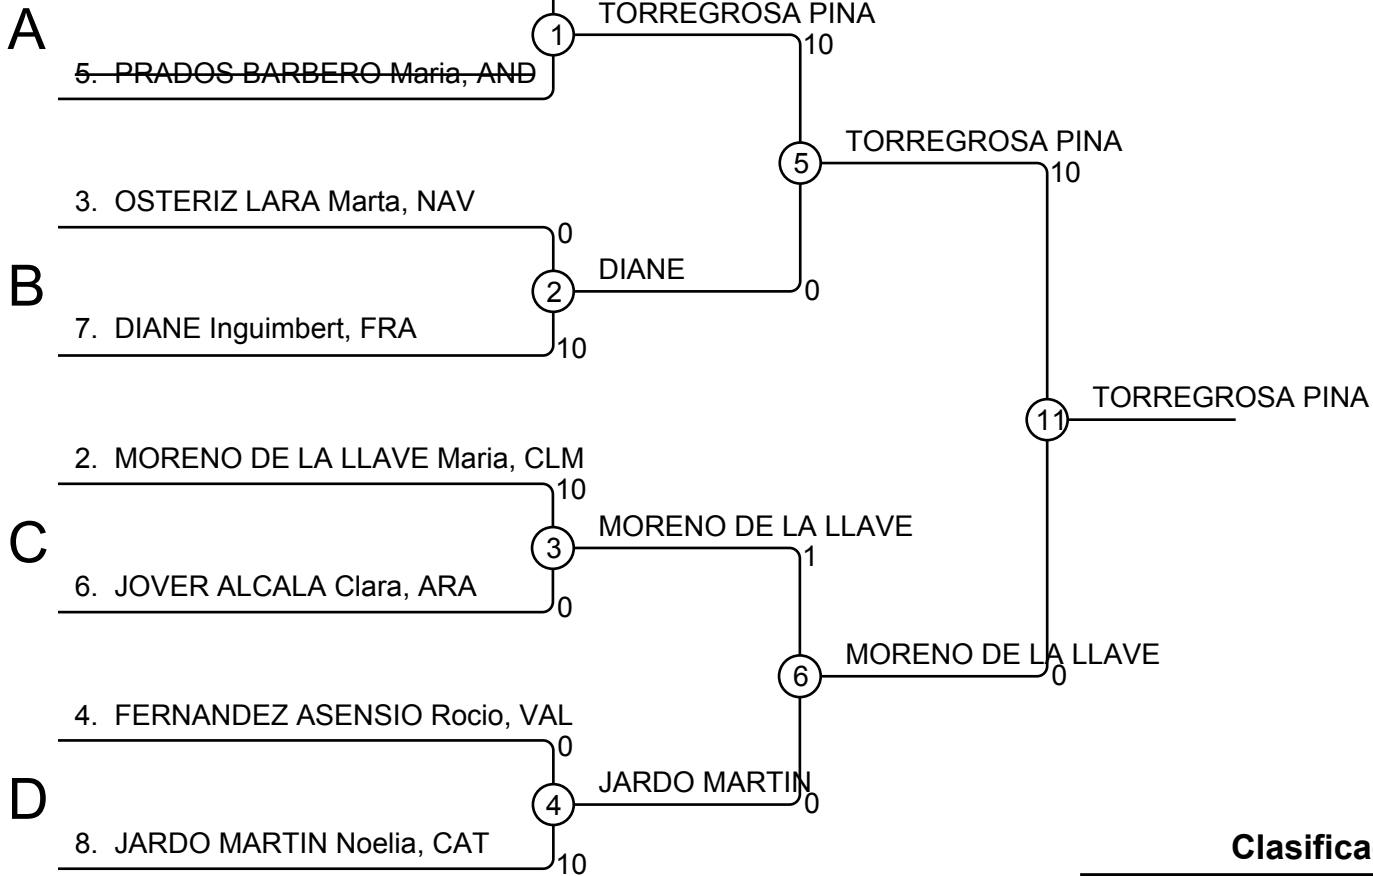 A
1
TORREGROSA PINA
10
5. PRADOS BARBERO Maria, AND
5
TORREGROSA PINA
10
3. OSTERIZ LARA Marta, NAV
0
B
2
DIANE
0
7. DIANE Inguimbert, FRA
10
11
TORREGROSA PINA
2. MORENO DE LA LLAVE Maria, CLM
10
C
3
MORENO DE LA LLAVE
1
6. JOVER ALCALA Clara, ARA
0
6
MORENO DE LA LLAVE
0
4. FERNANDEZ ASENSIO Rocio, VAL
0
D
4
JARDO MARTIN
0
8. JARDO MARTIN Noelia, CAT
10
Clasifica